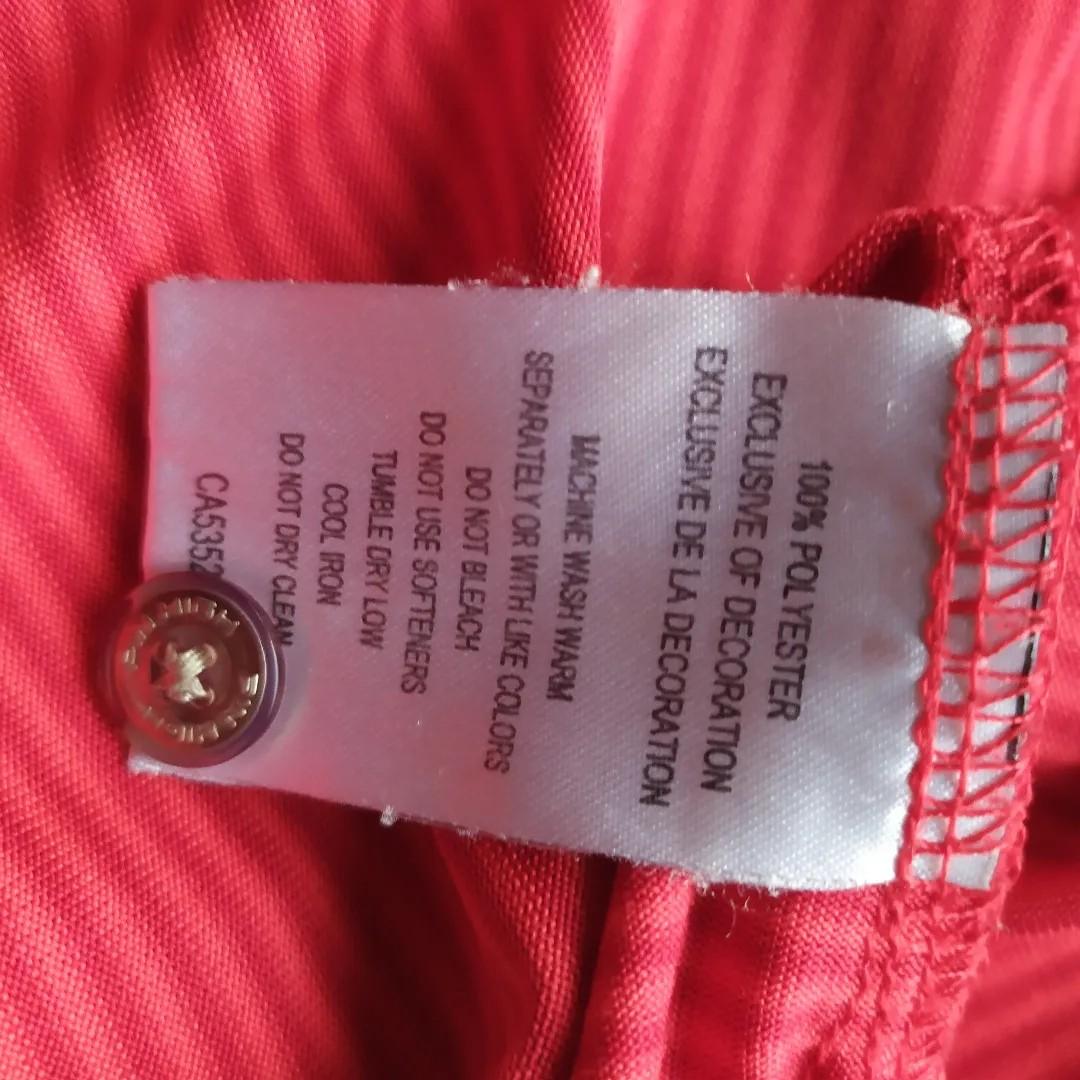 100% POLYESTER
EXCLUSIVE OF DECORATION
EXCLUSIVE DE LA DECORATION
MACHINE WASH WARM
SEPARATELY OR WITH LIKE COLORS
DO NOT BLEACH
DO NOT USE SOFTENERS
TUMBLE DRY LOW
COOL IRON
DO NOT DRY CLEAN
CA5352